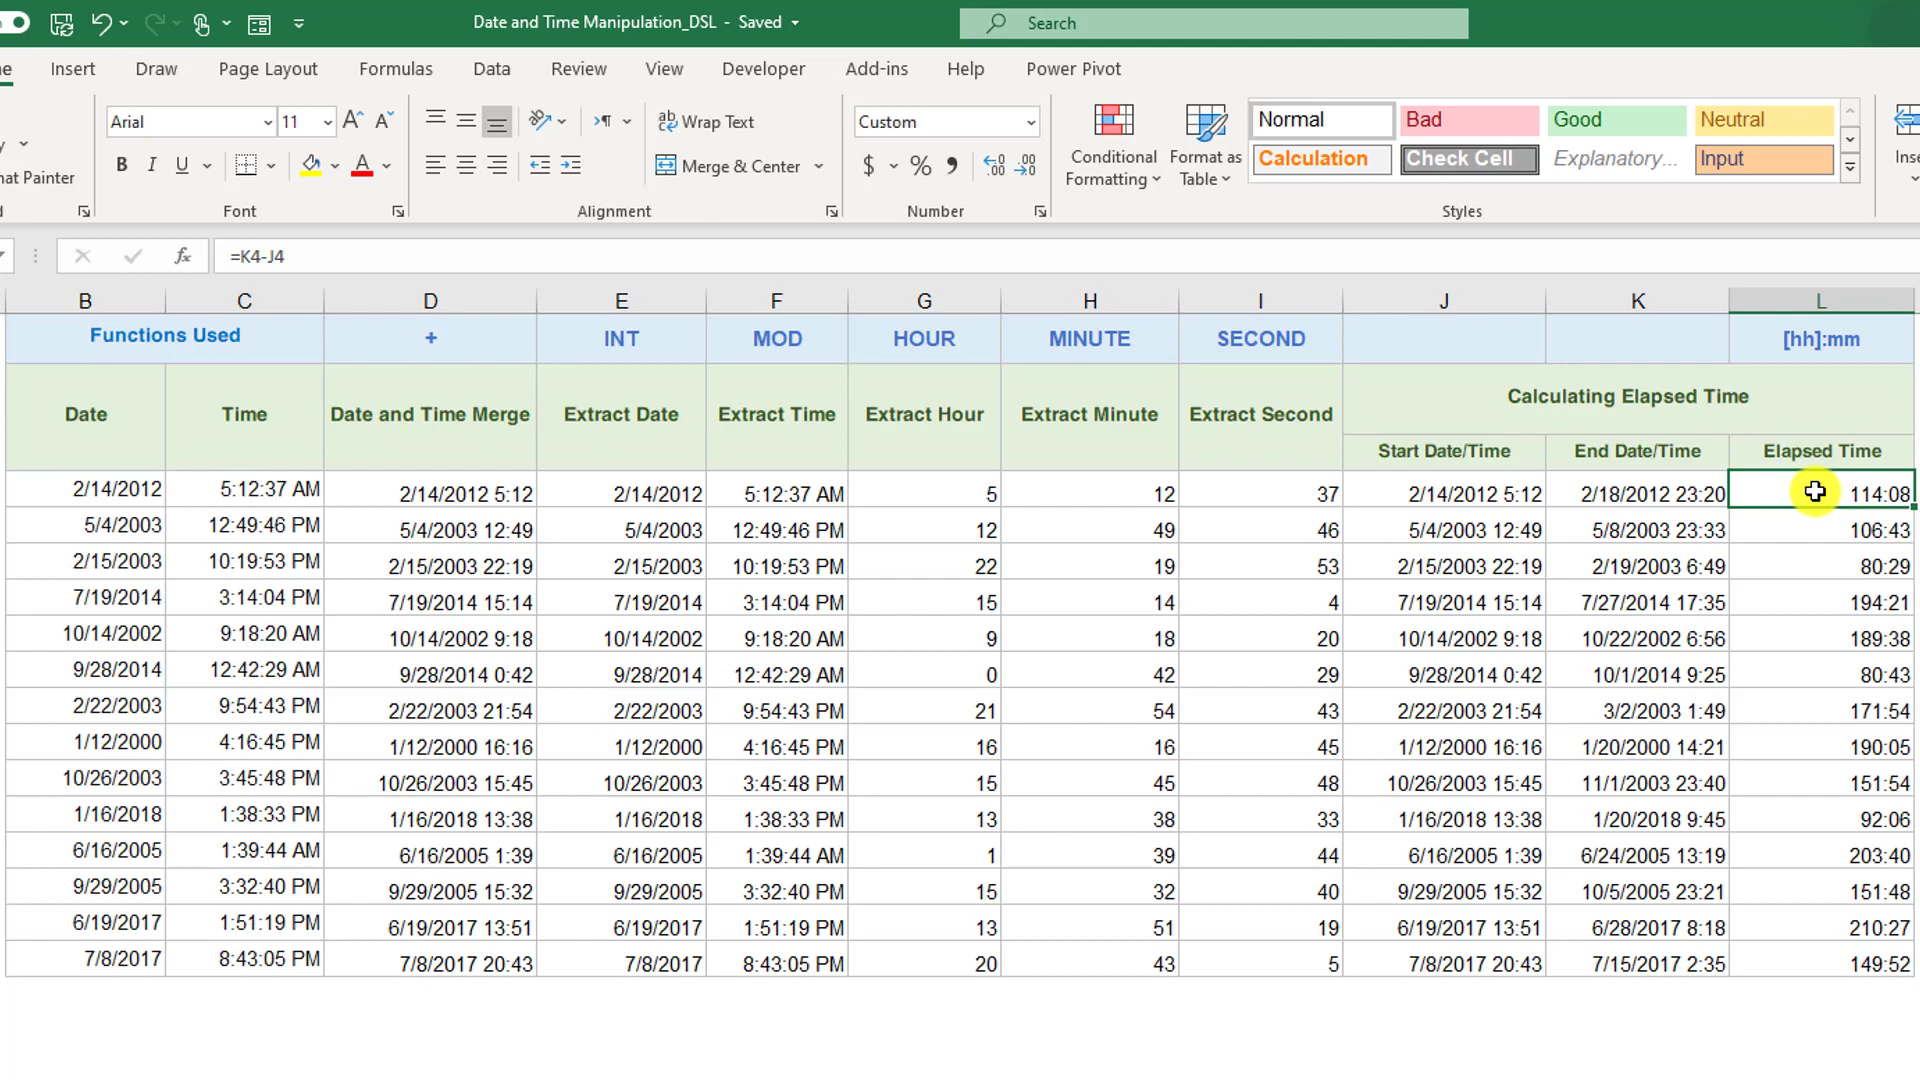 Date and Time Manipulation_DSL - Saved
Search
Insert Draw Page Layout Formulas Data Review View Developer Add-ins Help Power Pivot
Arial 11
Wrap Text
Custom
Normal Bad Good Neutral
B I U
Merge & Center
$ %
Conditional Formatting
Format as Table
Calculation Check Cell Explanatory... Input
at Painter
Font Alignment Number Styles
fx =K4-J4
B C D E F G H I J K L
Functions Used + INT MOD HOUR MINUTE SECOND [hh]:mm
Date Time Date and Time Merge Extract Date Extract Time Extract Hour Extract Minute Extract Second Calculating Elapsed Time
Start Date/Time End Date/Time Elapsed Time
2/14/2012 5:12:37 AM 2/14/2012 5:12 2/14/2012 5:12:37 AM 5 12 37 2/14/2012 5:12 2/18/2012 23:20 114:08
5/4/2003 12:49:46 PM 5/4/2003 12:49 5/4/2003 12:49:46 PM 12 49 46 5/4/2003 12:49 5/8/2003 23:33 106:43
2/15/2003 10:19:53 PM 2/15/2003 22:19 2/15/2003 10:19:53 PM 22 19 53 2/15/2003 22:19 2/19/2003 6:49 80:29
7/19/2014 3:14:04 PM 7/19/2014 15:14 7/19/2014 3:14:04 PM 15 14 4 7/19/2014 15:14 7/27/2014 17:35 194:21
10/14/2002 9:18:20 AM 10/14/2002 9:18 10/14/2002 9:18:20 AM 9 18 20 10/14/2002 9:18 10/22/2002 6:56 189:38
9/28/2014 12:42:29 AM 9/28/2014 0:42 9/28/2014 12:42:29 AM 0 42 29 9/28/2014 0:42 10/1/2014 9:25 80:43
2/22/2003 9:54:43 PM 2/22/2003 21:54 2/22/2003 9:54:43 PM 21 54 43 2/22/2003 21:54 3/2/2003 1:49 171:54
1/12/2000 4:16:45 PM 1/12/2000 16:16 1/12/2000 4:16:45 PM 16 16 45 1/12/2000 16:16 1/20/2000 14:21 190:05
10/26/2003 3:45:48 PM 10/26/2003 15:45 10/26/2003 3:45:48 PM 15 45 48 10/26/2003 15:45 11/1/2003 23:40 151:54
1/16/2018 1:38:33 PM 1/16/2018 13:38 1/16/2018 1:38:33 PM 13 38 33 1/16/2018 13:38 1/20/2018 9:45 92:06
6/16/2005 1:39:44 AM 6/16/2005 1:39 6/16/2005 1:39:44 AM 1 39 44 6/16/2005 1:39 6/24/2005 13:19 203:40
9/29/2005 3:32:40 PM 9/29/2005 15:32 9/29/2005 3:32:40 PM 15 32 40 9/29/2005 15:32 10/5/2005 23:21 151:48
6/19/2017 1:51:19 PM 6/19/2017 13:51 6/19/2017 1:51:19 PM 13 51 19 6/19/2017 13:51 6/28/2017 8:18 210:27
7/8/2017 8:43:05 PM 7/8/2017 20:43 7/8/2017 8:43:05 PM 20 43 5 7/8/2017 20:43 7/15/2017 2:35 149:52